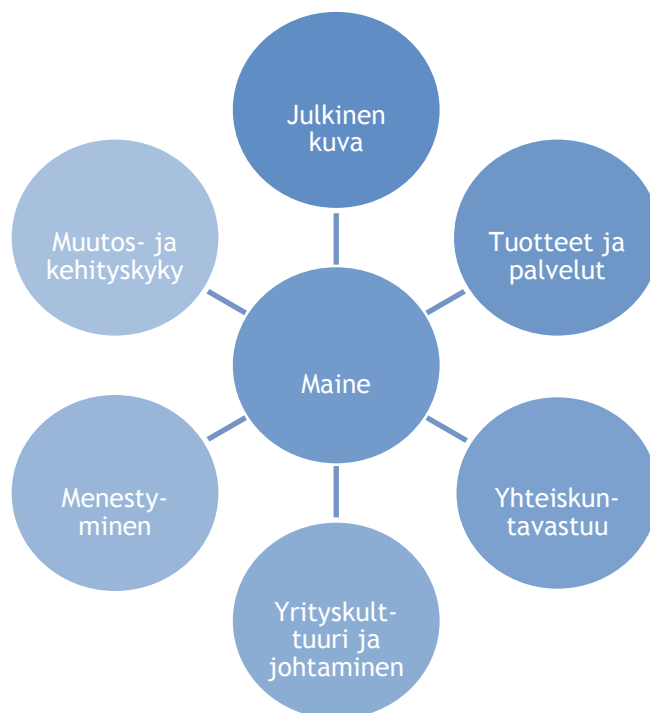 Julkinen
kuva
Tuotteet ja
palvelut
Yhteiskun-
tavastuu
Yrityskult-
tuuri ja
johtaminen
Menesty-
minen
Muutos- ja
kehityskyky
Maine